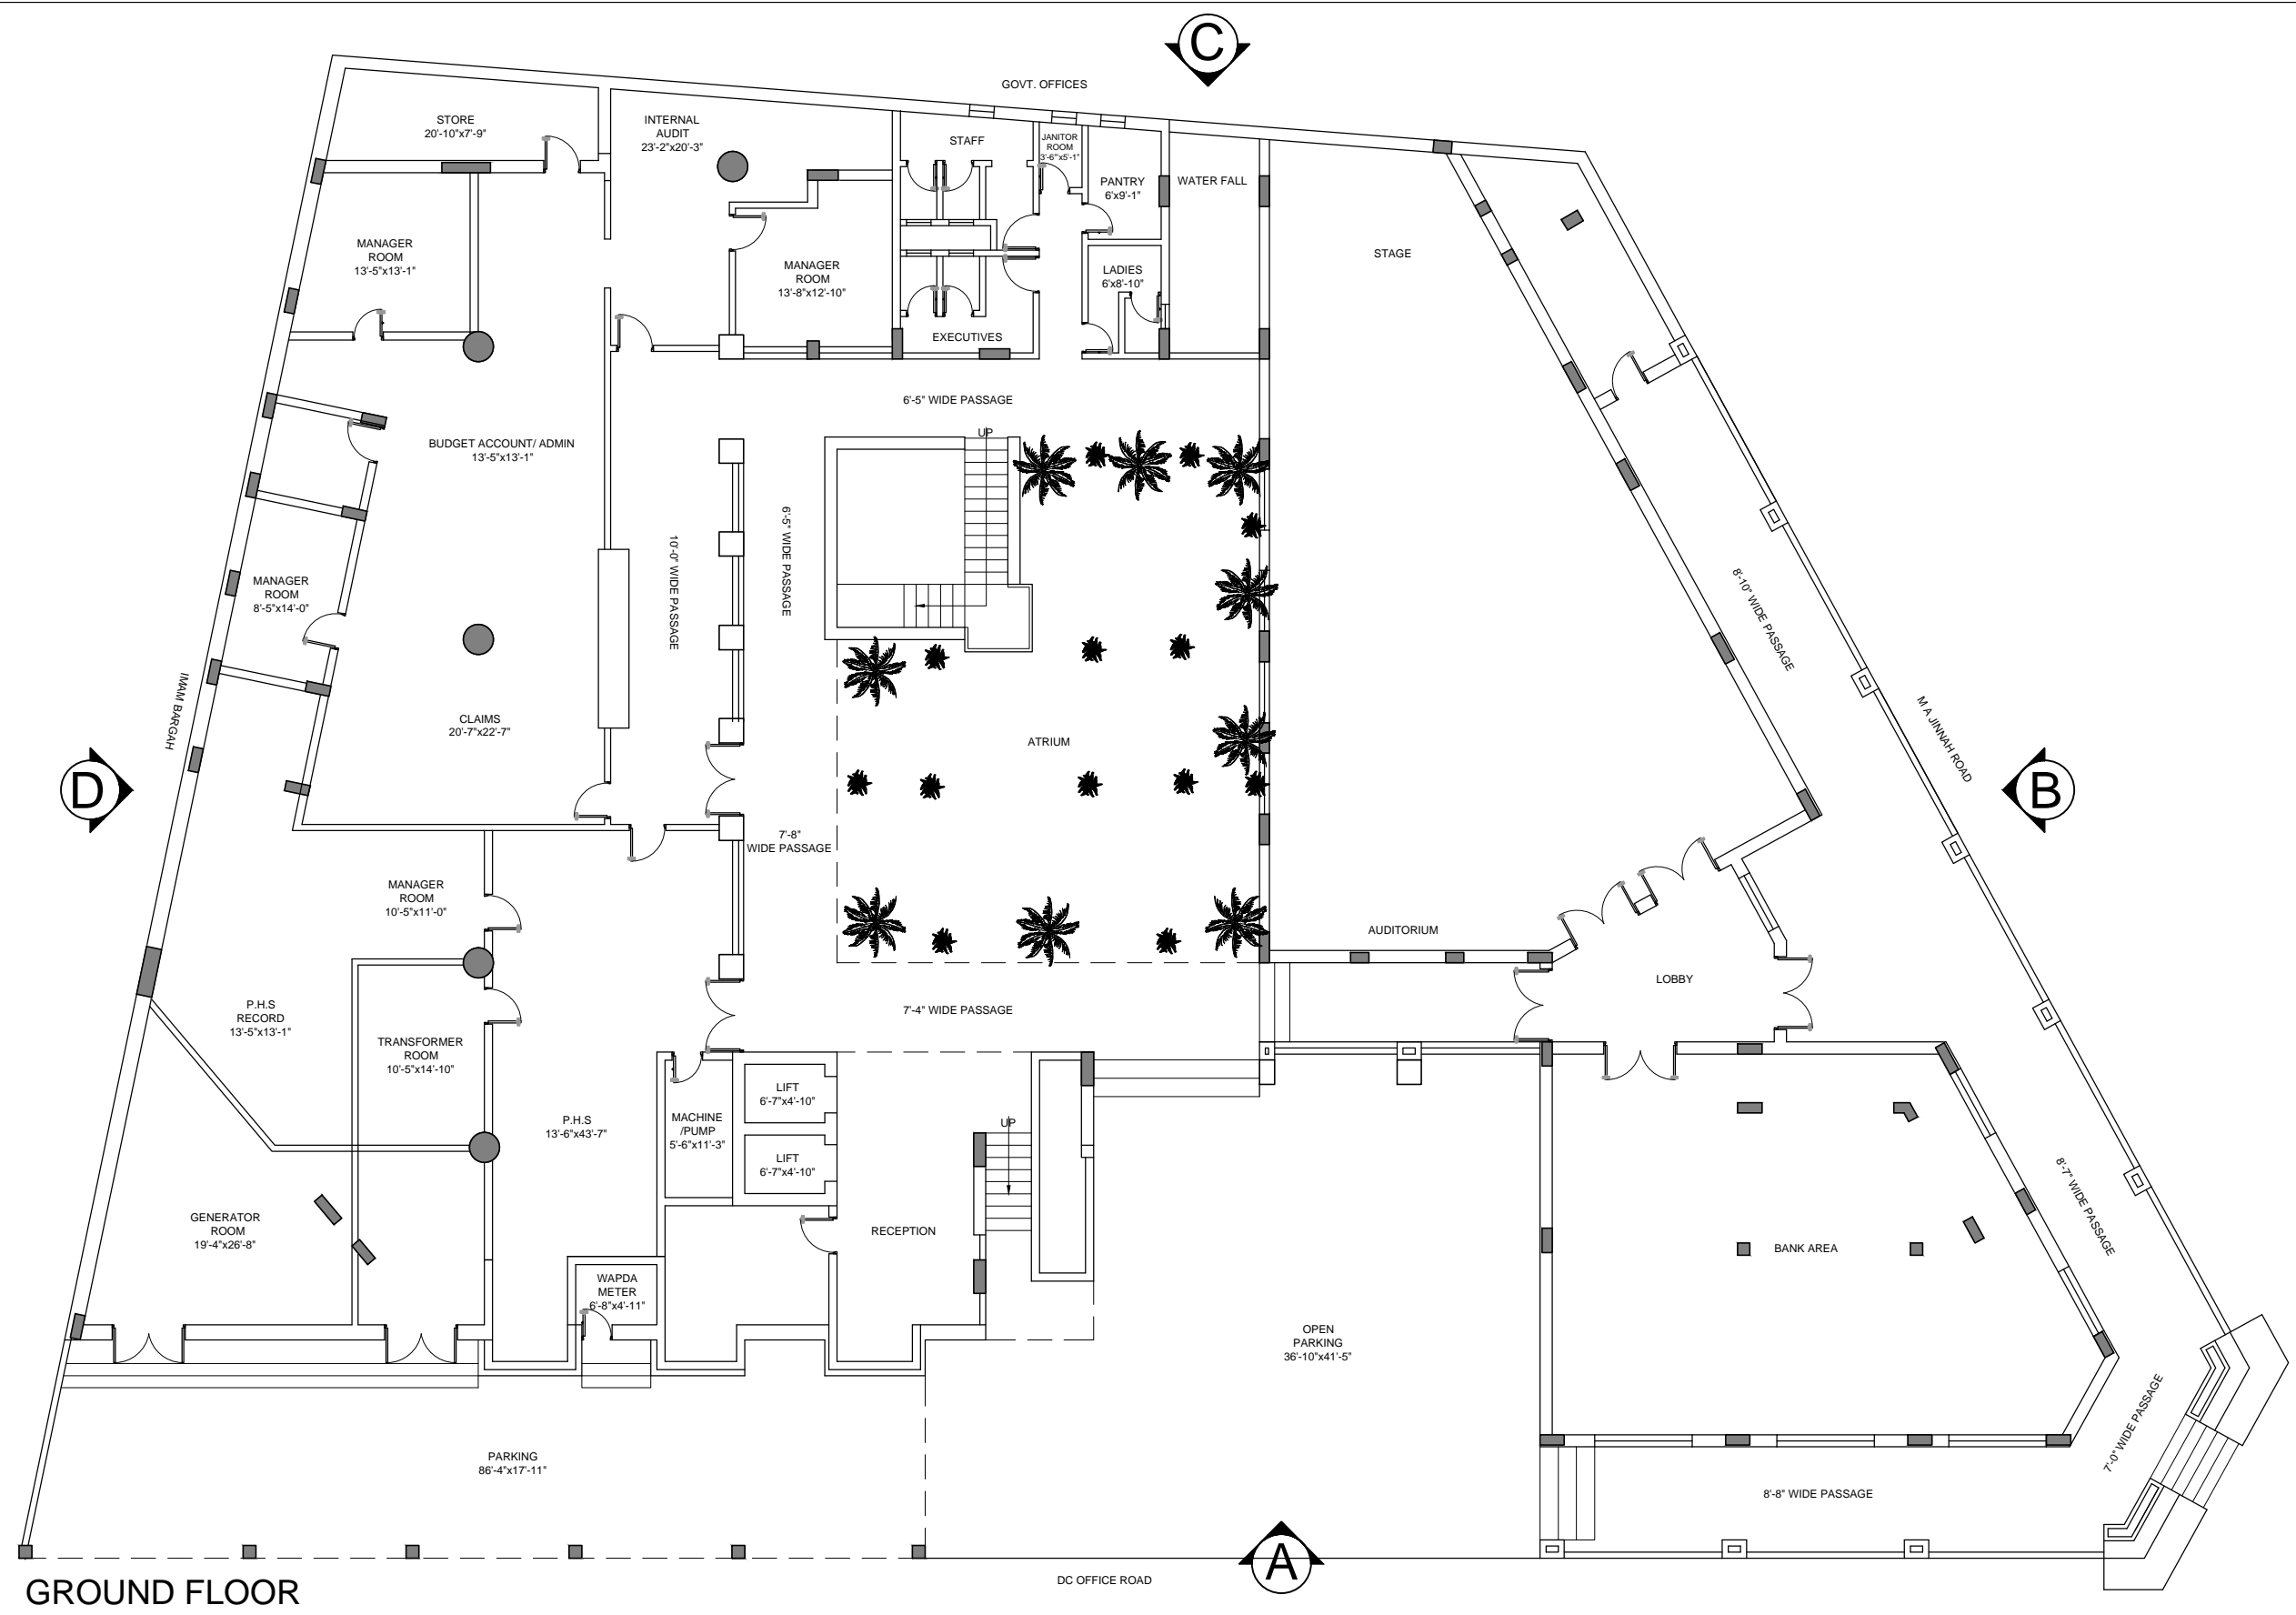 C
GOVT. OFFICES
STORE
20'-10"x7'-9"
INTERNAL
AUDIT
23'-2"x20'-3"
STAFF
JANITOR
ROOM
3'-6"x5'-1"
PANTRY
6'x9'-1"
WATER FALL
MANAGER
ROOM
13'-5"x13'-1"
MANAGER
ROOM
13'-8"x12'-10"
LADIES
6'x8'-10"
STAGE
EXECUTIVES
6'-5" WIDE PASSAGE
UP
BUDGET ACCOUNT/ ADMIN
13'-5"x13'-1"
10'-0" WIDE PASSAGE
6'-5" WIDE PASSAGE
MANAGER
ROOM
8'-5"x14'-0"
8'-10" WIDE PASSAGE
IMAM BARGAH
CLAIMS
20'-7"x22'-7"
ATRIUM
M A JINNAH ROAD
D
B
7'-8"
WIDE PASSAGE
MANAGER
ROOM
10'-5"x11'-0"
AUDITORIUM
LOBBY
P.H.S
RECORD
13'-5"x13'-1"
7'-4" WIDE PASSAGE
TRANSFORMER
ROOM
10'-5"x14'-10"
LIFT
6'-7"x4'-10"
P.H.S
13'-6"x43'-7"
MACHINE
/PUMP
5'-6"x11'-3"
UP
LIFT
6'-7"x4'-10"
GENERATOR
ROOM
19'-4"x26'-8"
RECEPTION
BANK AREA
8'-7" WIDE PASSAGE
WAPDA
METER
6'-8"x4'-11"
OPEN
PARKING
36'-10"x41'-5"
7'-0" WIDE PASSAGE
PARKING
86'-4"x17'-11"
8'-8" WIDE PASSAGE
A
DC OFFICE ROAD
GROUND FLOOR